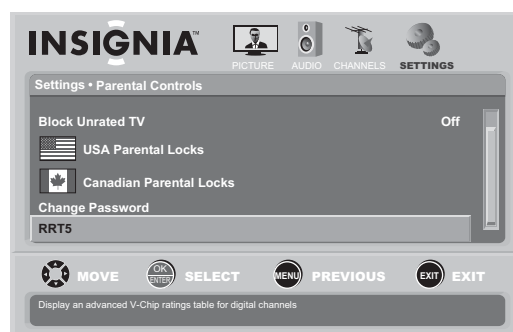 INSIGNIA™
PICTURE AUDIO CHANNELS SETTINGS
Settings • Parental Controls
Block Unrated TV Off
USA Parental Locks
Canadian Parental Locks
Change Password
RRT5
MOVE OK ENTER SELECT MENU PREVIOUS EXIT EXIT
Display an advanced V-Chip ratings table for digital channels